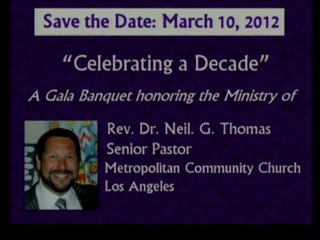 Save the Date: March 10, 2012
“Celebrating a Decade”
A Gala Banquet honoring the Ministry of
Rev. Dr. Neil. G. Thomas
Senior Pastor
Metropolitan Community Church
Los Angeles